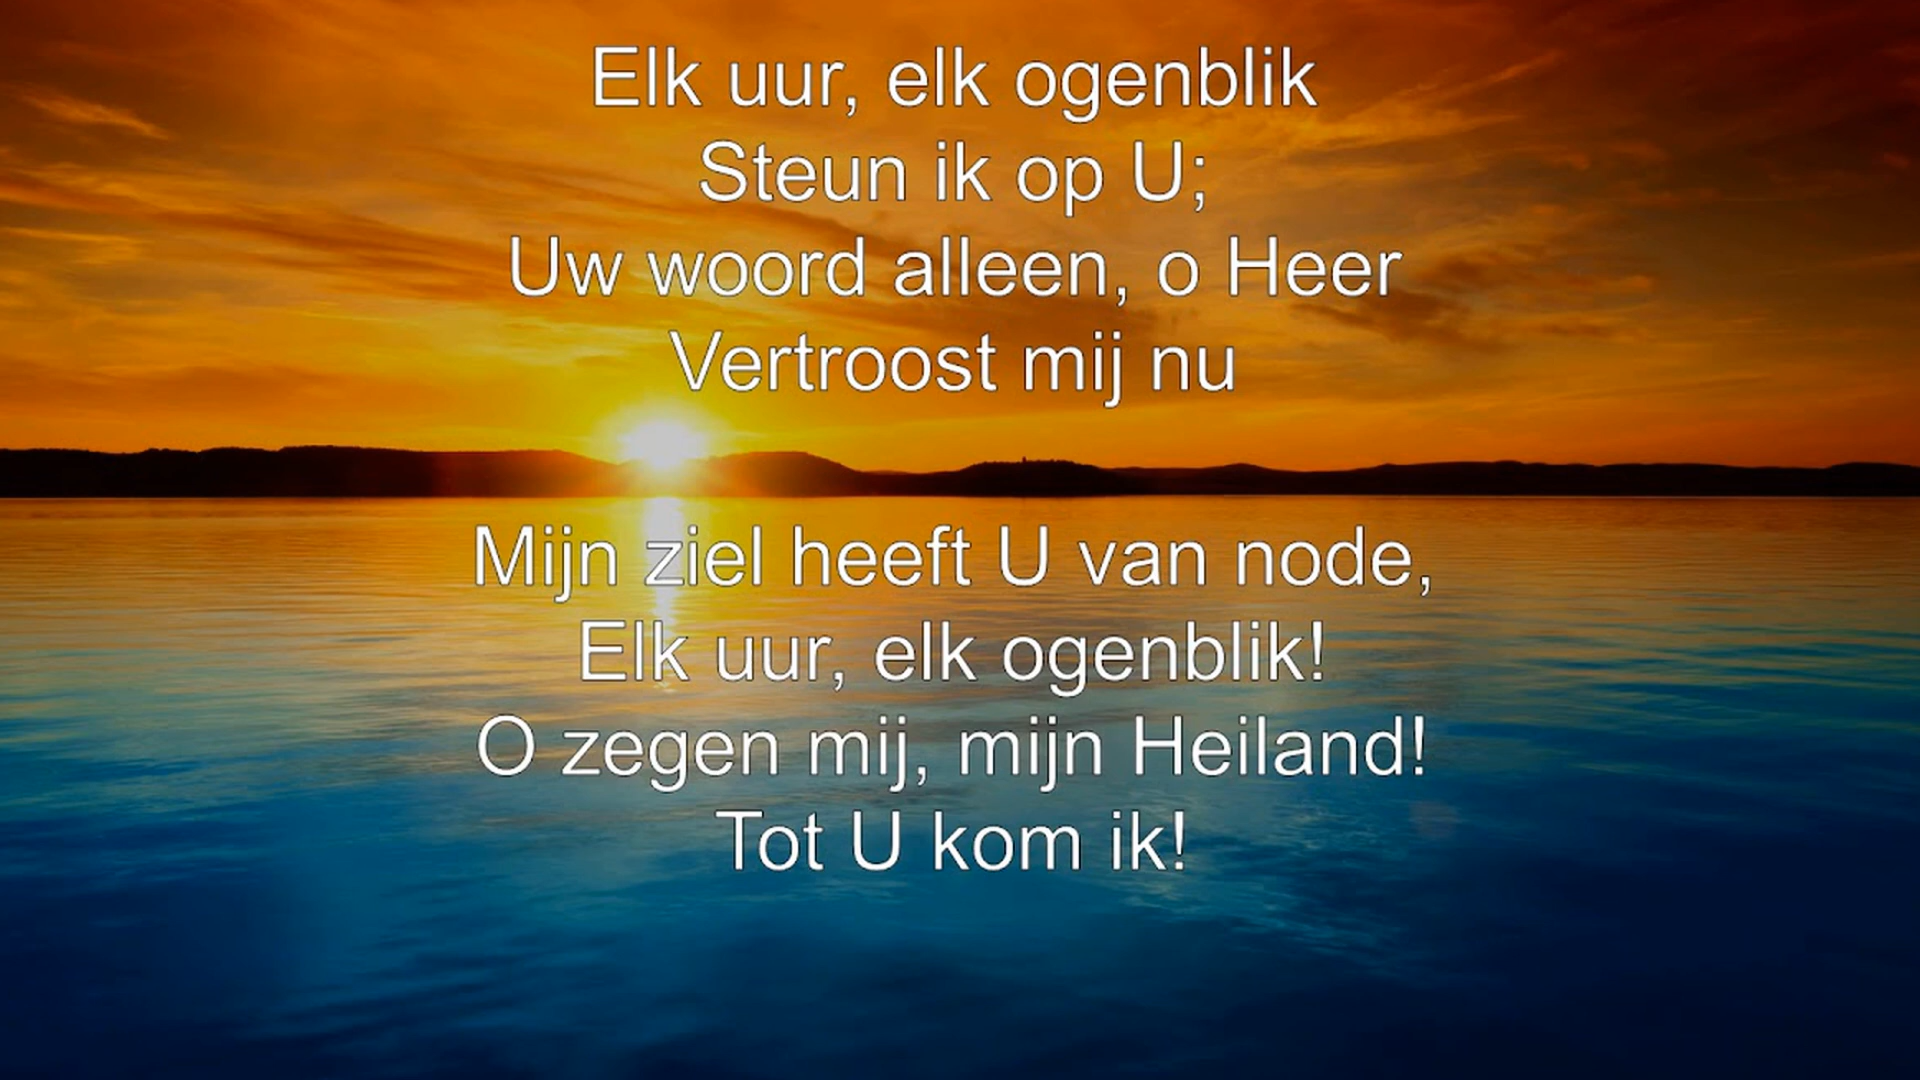 Elk uur, elk ogenblik
Steun ik op U;
Uw woord alleen, o Heer
Vertroost mij nu
Mijn ziel heeft U van node,
Elk uur, elk ogenblik!
O zegen mij, mijn Heiland!
Tot U kom ik!